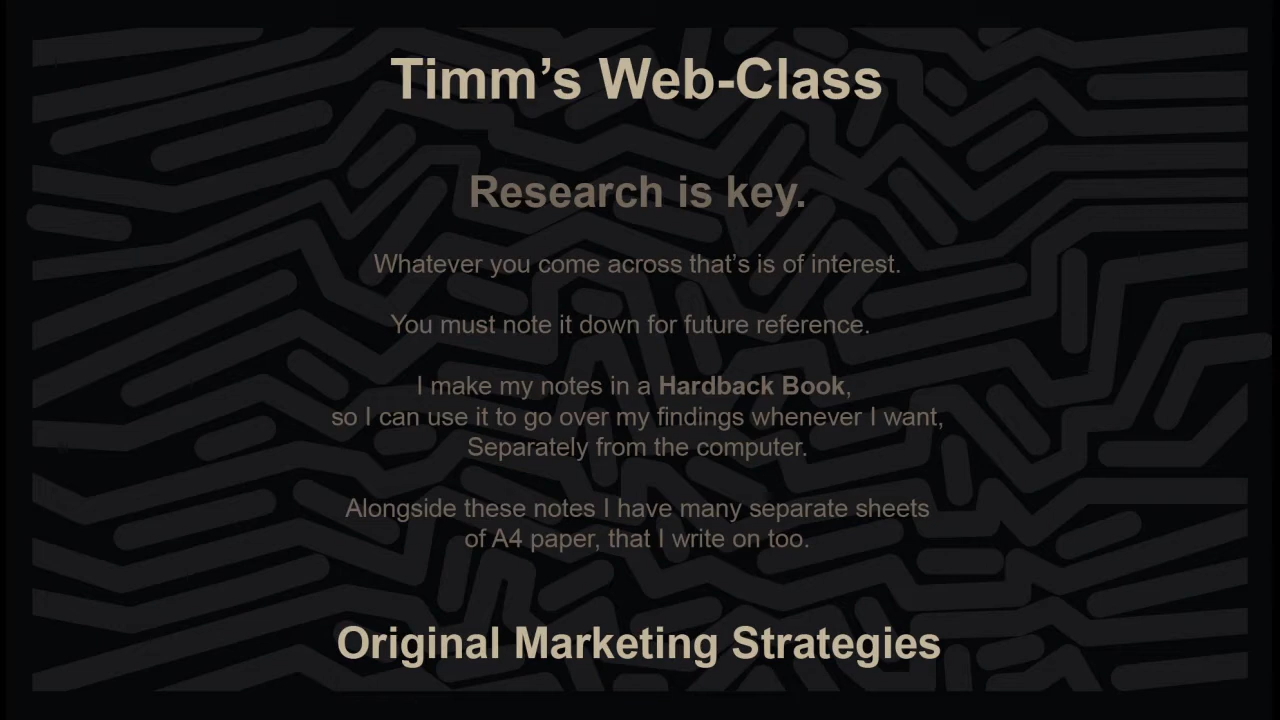 Timm’s Web-Class
Research is key.
Whatever you come across that’s is of interest.
You must note it down for future reference.
I make my notes in a Hardback Book,
so I can use it to go over my findings whenever I want,
Separately from the computer.
Alongside these notes I have many separate sheets
of A4 paper, that I write on too.
Original Marketing Strategies